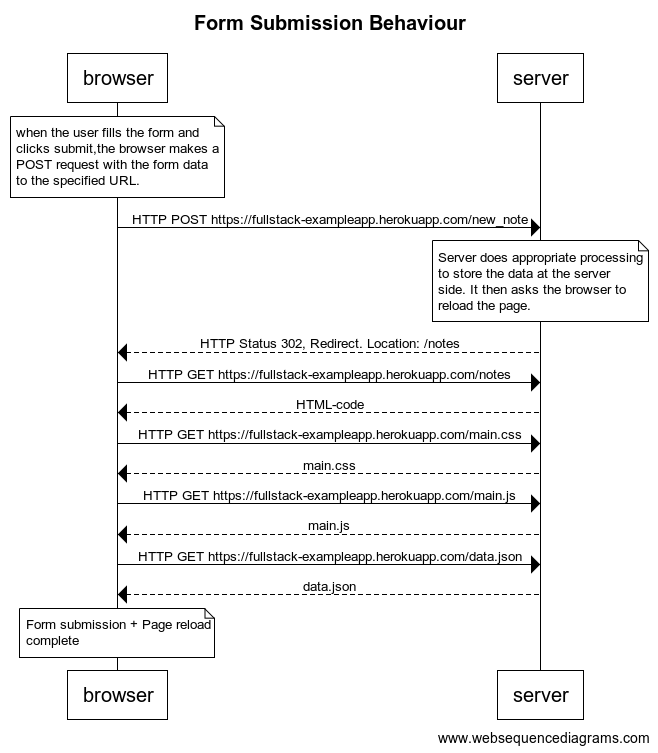 Form Submission Behaviour
browser
server
when the user fills the form and
clicks submit,the browser makes a
POST request with the form data
to the specified URL.
HTTP POST https://fullstack-exampleapp.herokuapp.com/new_note
Server does appropriate processing
to store the data at the server
side. It then asks the browser to
reload the page.
HTTP Status 302, Redirect. Location: /notes
HTTP GET https://fullstack-exampleapp.herokuapp.com/notes
HTML-code
HTTP GET https://fullstack-exampleapp.herokuapp.com/main.css
main.css
HTTP GET https://fullstack-exampleapp.herokuapp.com/main.js
main.js
HTTP GET https://fullstack-exampleapp.herokuapp.com/data.json
data.json
Form submission + Page reload
complete
browser
server
www.websequencediagrams.com